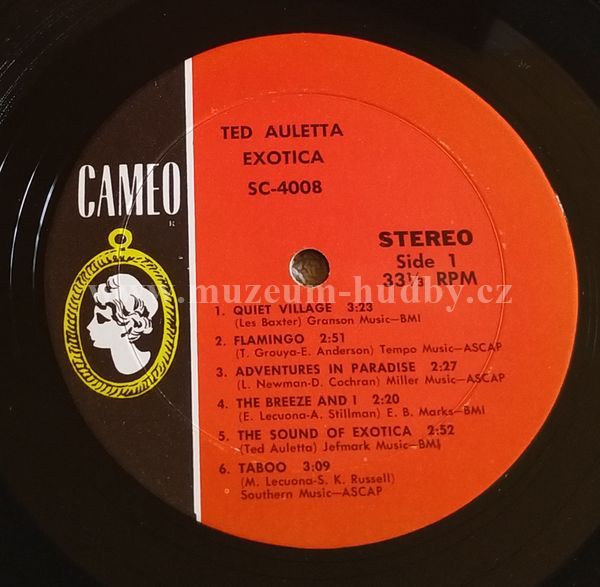 TED AULETTA
EXOTICA
SC-4008
CAMEO
STEREO
Side 1
33⅓ RPM
www.muzeum-hudby.cz
1. QUIET VILLAGE 3:23
(Les Baxter) Granson Music—BMI
2. FLAMINGO 2:51
(T. Grouya-E. Anderson) Tempo Music—ASCAP
3. ADVENTURES IN PARADISE 2:27
(L. Newman-D. Cochran) Miller Music—ASCAP
4. THE BREEZE AND I 2:20
(E. Lecuona-A. Stillman) E. B. Marks—BMI
5. THE SOUND OF EXOTICA 2:52
(Ted Auletta) Jefmark Music—BMI
6. TABOO 3:09
(M. Lecuona-S. K. Russell)
Southern Music—ASCAP